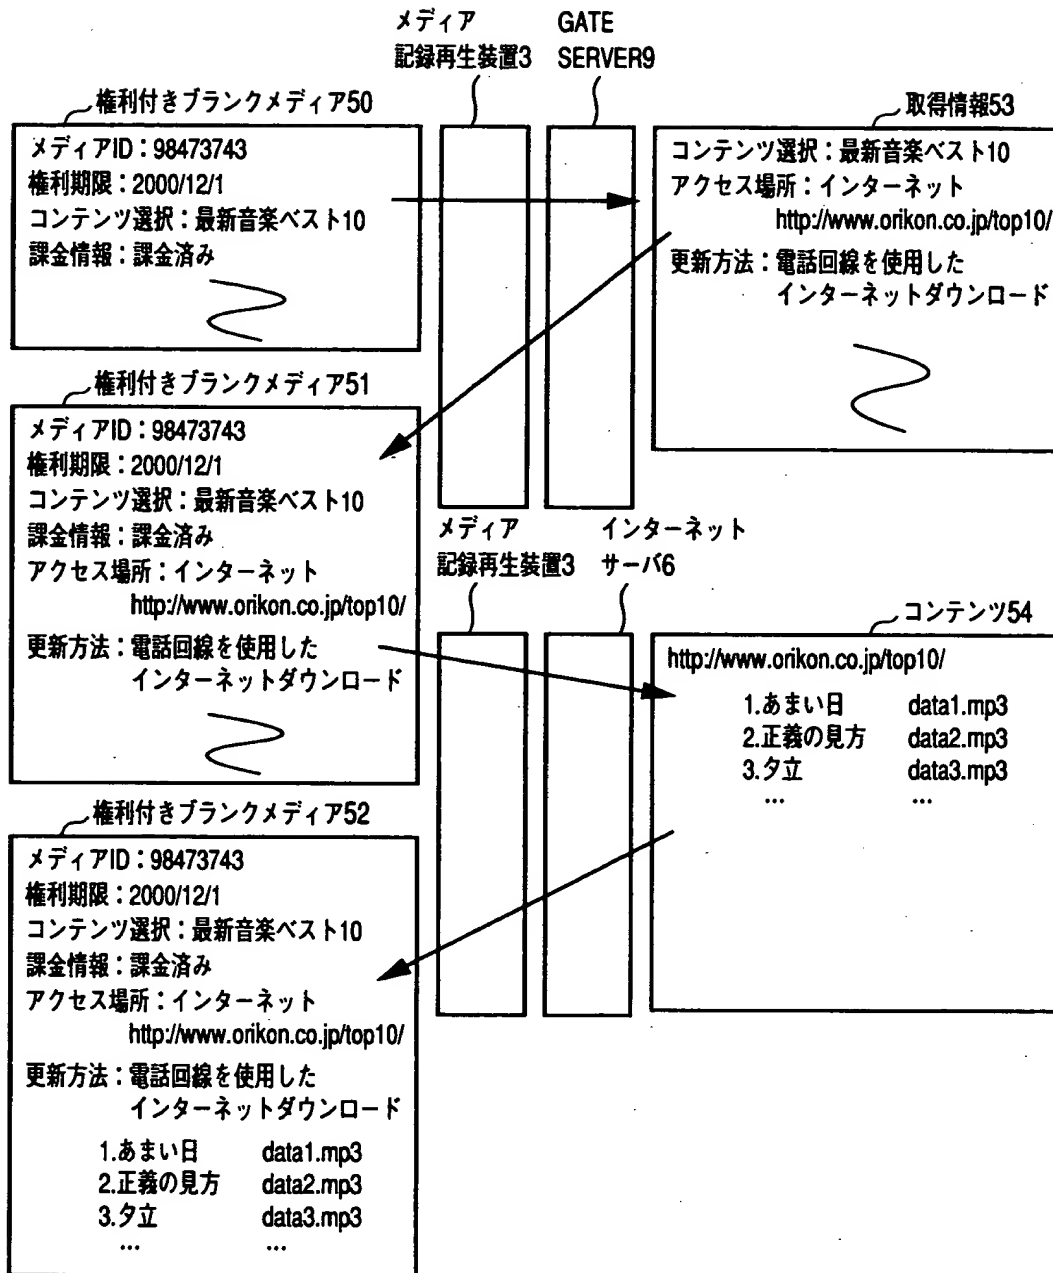 メディア
記録再生装置3
GATE
SERVER9
権利付きブランクメディア50
メディアID：98473743
権利期限：2000/12/1
コンテンツ選択：最新音楽ベスト10
課金情報：課金済み
取得情報53
コンテンツ選択：最新音楽ベスト10
アクセス場所：インターネット
http://www.orikon.co.jp/top10/
更新方法：電話回線を使用した
インターネットダウンロード
権利付きブランクメディア51
メディアID：98473743
権利期限：2000/12/1
コンテンツ選択：最新音楽ベスト10
課金情報：課金済み
アクセス場所：インターネット
http://www.orikon.co.jp/top10/
更新方法：電話回線を使用した
インターネットダウンロード
メディア
記録再生装置3
インターネット
サーバ6
コンテンツ54
http://www.orikon.co.jp/top10/
1.あまい日 data1.mp3
2.正義の見方 data2.mp3
3.夕立 data3.mp3
… …
権利付きブランクメディア52
メディアID：98473743
権利期限：2000/12/1
コンテンツ選択：最新音楽ベスト10
課金情報：課金済み
アクセス場所：インターネット
http://www.orikon.co.jp/top10/
更新方法：電話回線を使用した
インターネットダウンロード
1.あまい日 data1.mp3
2.正義の見方 data2.mp3
3.夕立 data3.mp3
… …